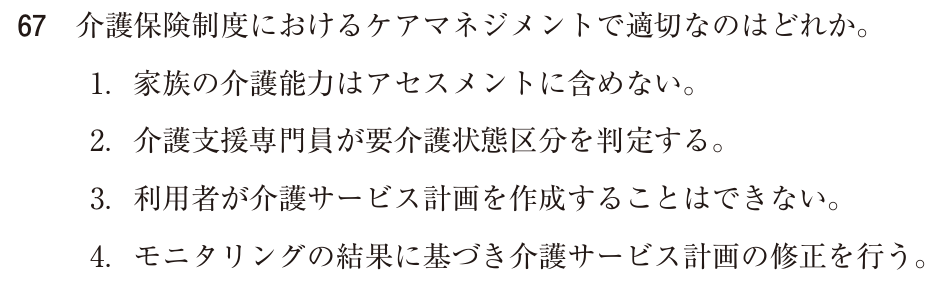 67 介護保険制度におけるケアマネジメントで適切なのはどれか。
1. 家族の介護能力はアセスメントに含めない。
2. 介護支援専門員が要介護状態区分を判定する。
3. 利用者が介護サービス計画を作成することはできない。
4. モニタリングの結果に基づき介護サービス計画の修正を行う。